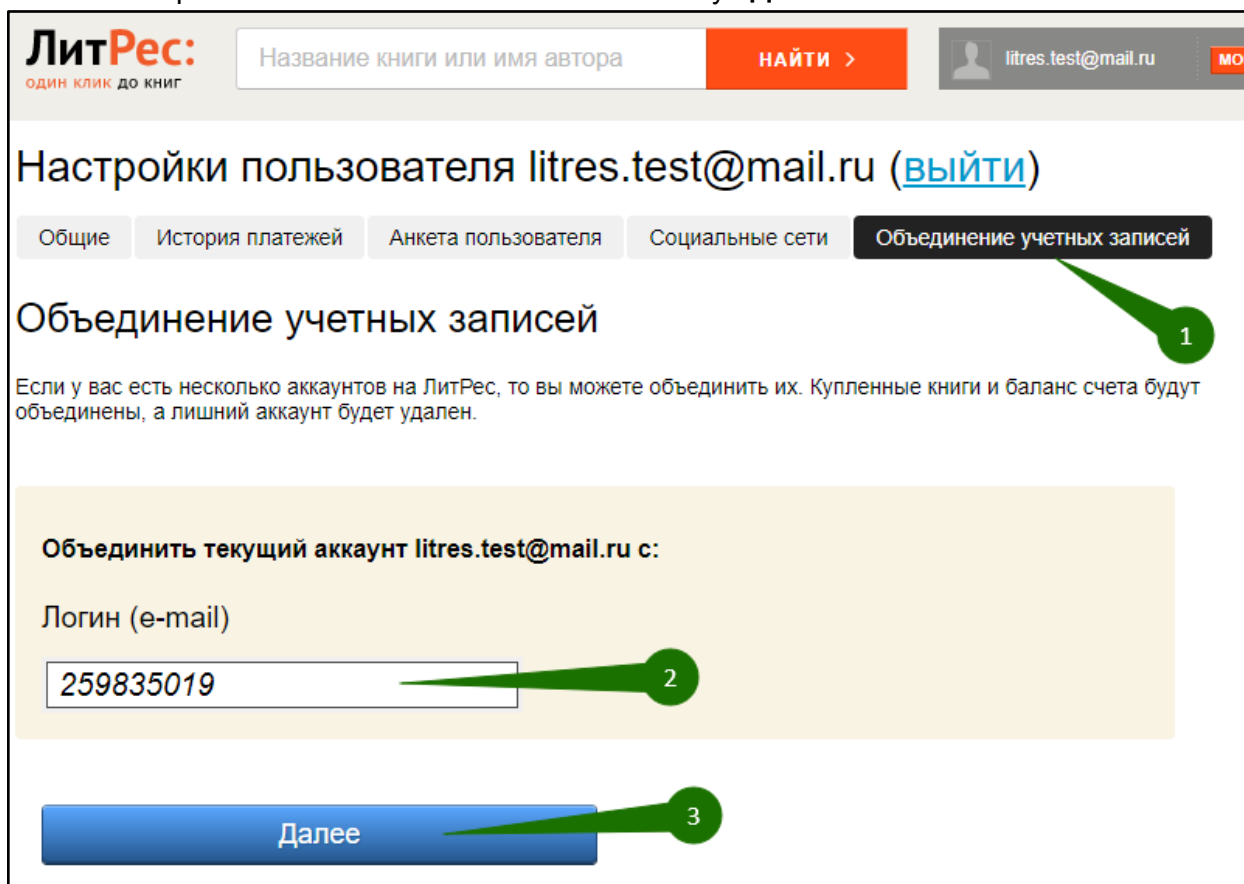 ЛитРес:
один клик до книг
Название книги или имя автора
НАЙТИ >
litres.test@mail.ru
Настройки пользователя litres.test@mail.ru (выйти)
Общие История платежей Анкета пользователя Социальные сети Объединение учетных записей
1
Объединение учетных записей
Если у вас есть несколько аккаунтов на ЛитРес, то вы можете объединить их. Купленные книги и баланс счета будут
объединены, а лишний аккаунт будет удален.
Объединить текущий аккаунт litres.test@mail.ru с:
Логин (e-mail)
259835019
2
Далее
3